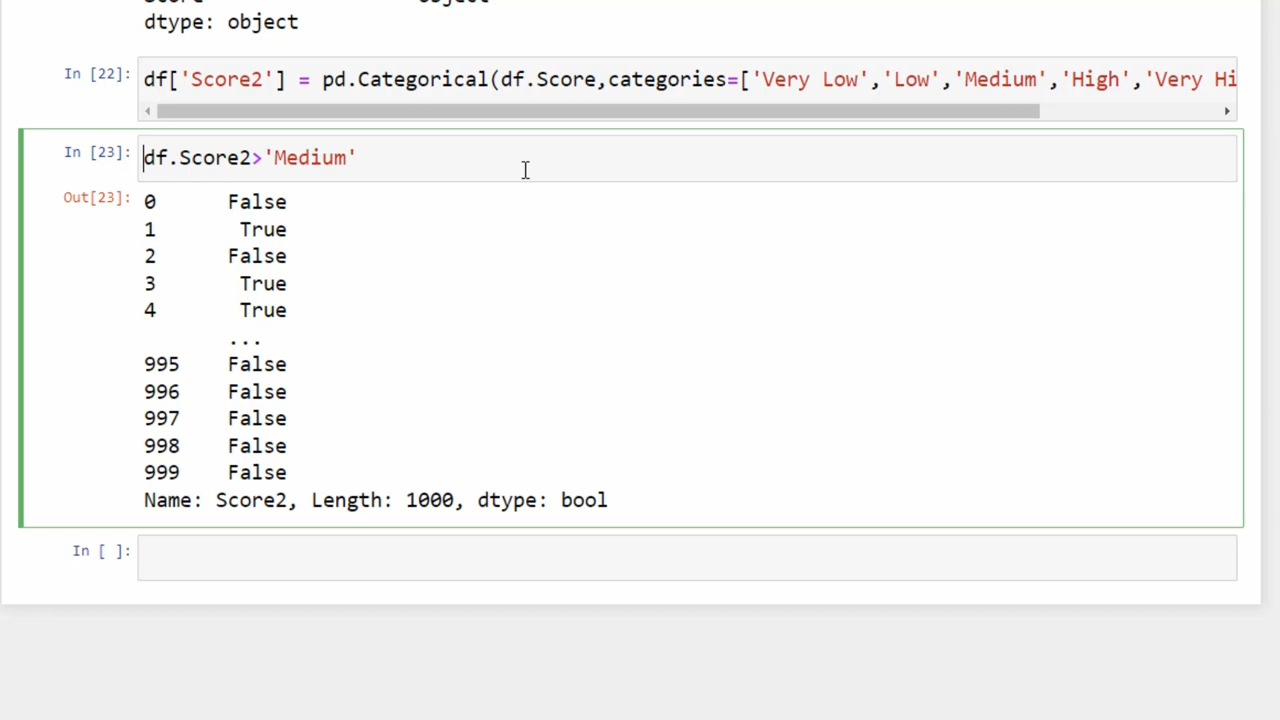 dtype: object
In [22]: df['Score2'] = pd.Categorical(df.Score,categories=['Very Low','Low','Medium','High','Very Hi
In [23]: df.Score2>'Medium'
Out[23]: 0      False
1       True
2      False
3       True
4       True
...
995    False
996    False
997    False
998    False
999    False
Name: Score2, Length: 1000, dtype: bool
In [ ]: